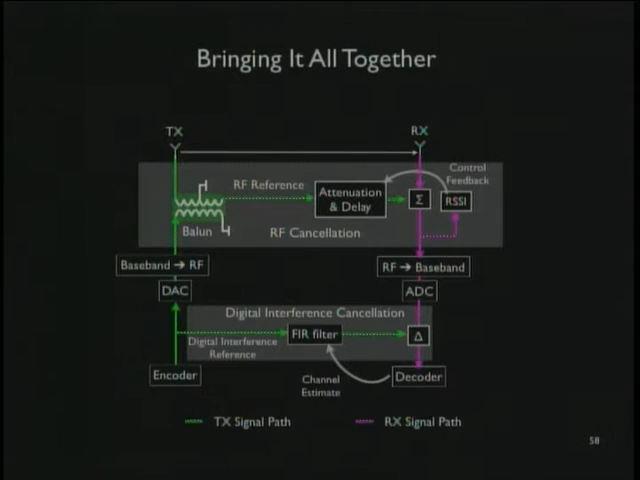 Bringing It All Together
TX
RX
Control
Feedback
RF Reference
Attenuation
& Delay
Σ
RSSI
Balun
RF Cancellation
Baseband → RF
RF → Baseband
DAC
ADC
Digital Interference Cancellation
FIR filter
Δ
Digital Interference
Reference
Encoder
Channel
Estimate
Decoder
TX Signal Path
RX Signal Path
58